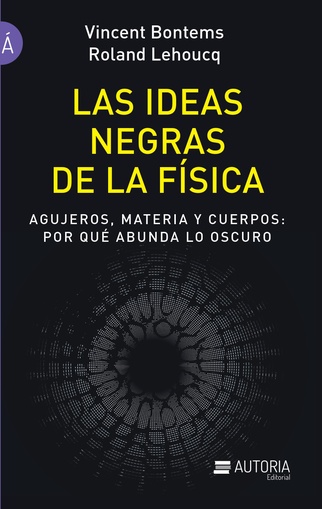 Á
Vincent Bontems
Roland Lehoucq
LAS IDEAS
NEGRAS
DE LA FÍSICA
AGUJEROS, MATERIA Y CUERPOS:
POR QUÉ ABUNDA LO OSCURO
AUTORIA
Editorial